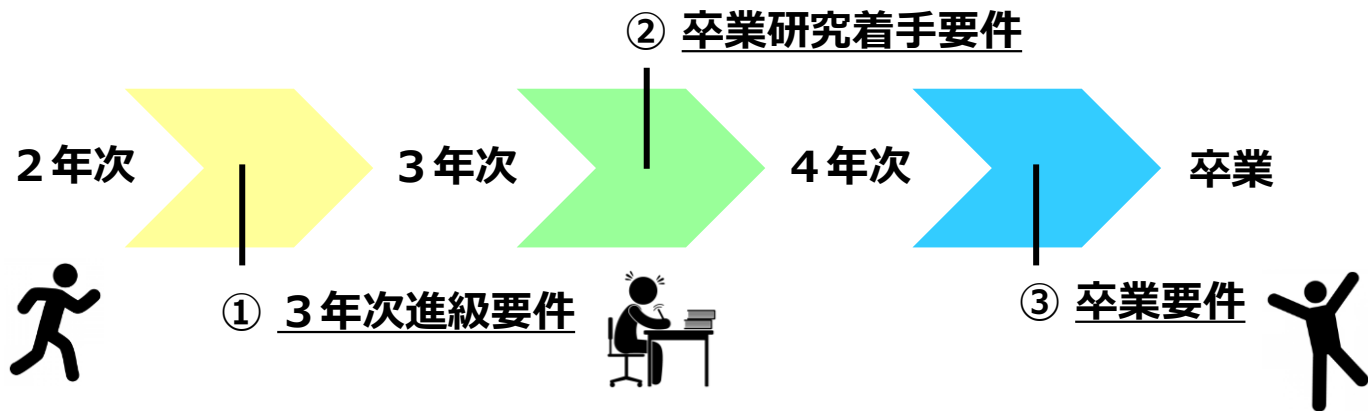 ② 卒業研究着手要件
２年次
３年次
４年次
卒業
① ３年次進級要件
③ 卒業要件